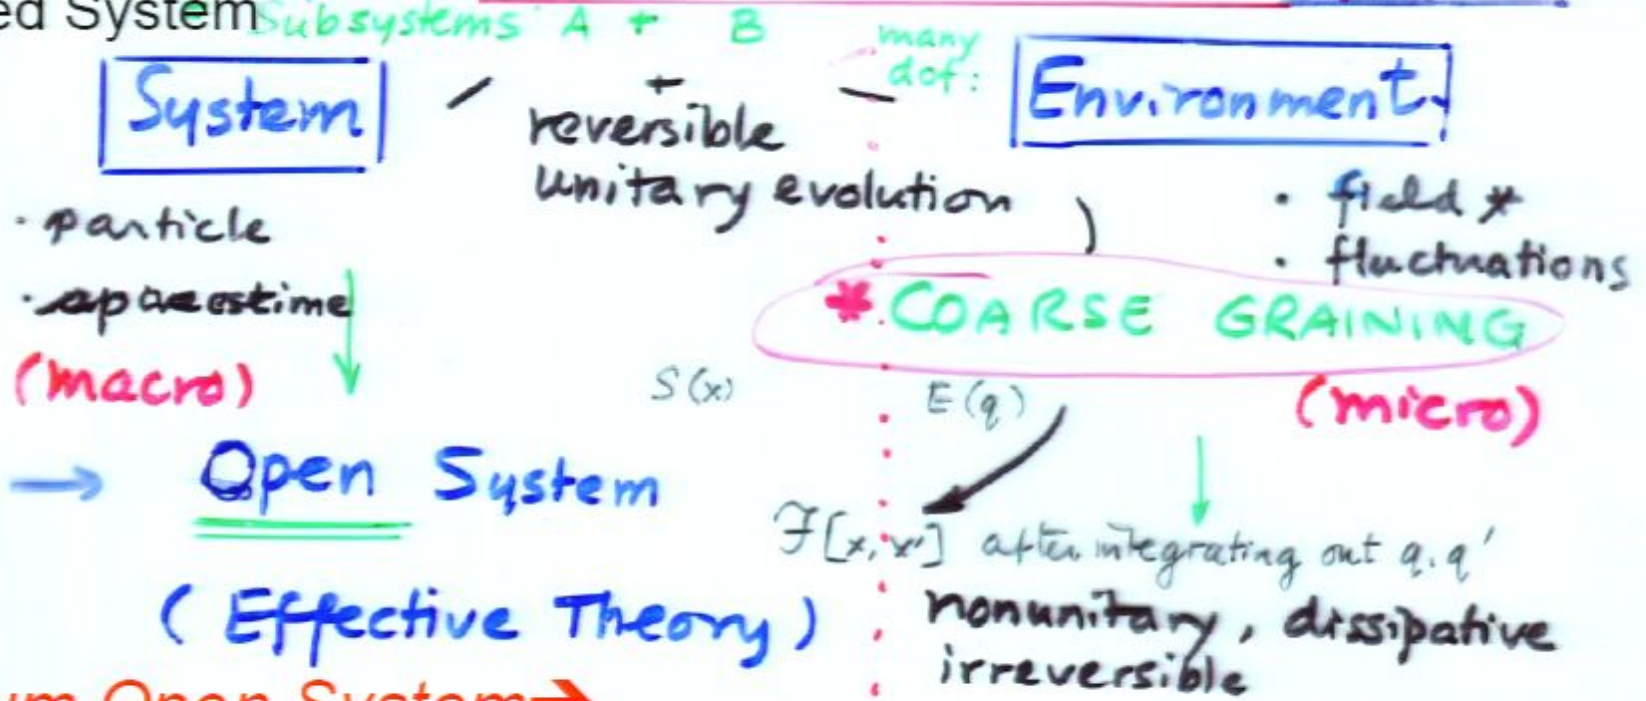 ed System
Subsystems A + B
many
dof:
System
Environment
reversible
unitary evolution
· particle
· field *
· spacetime
· fluctuations
* COARSE GRAINING
(macro)
S(x)
E(q)
(micro)
→ Open System
F[x,x'] after integrating out q.q'
(Effective Theory)
nonunitary, dissipative
irreversible
um Open System→